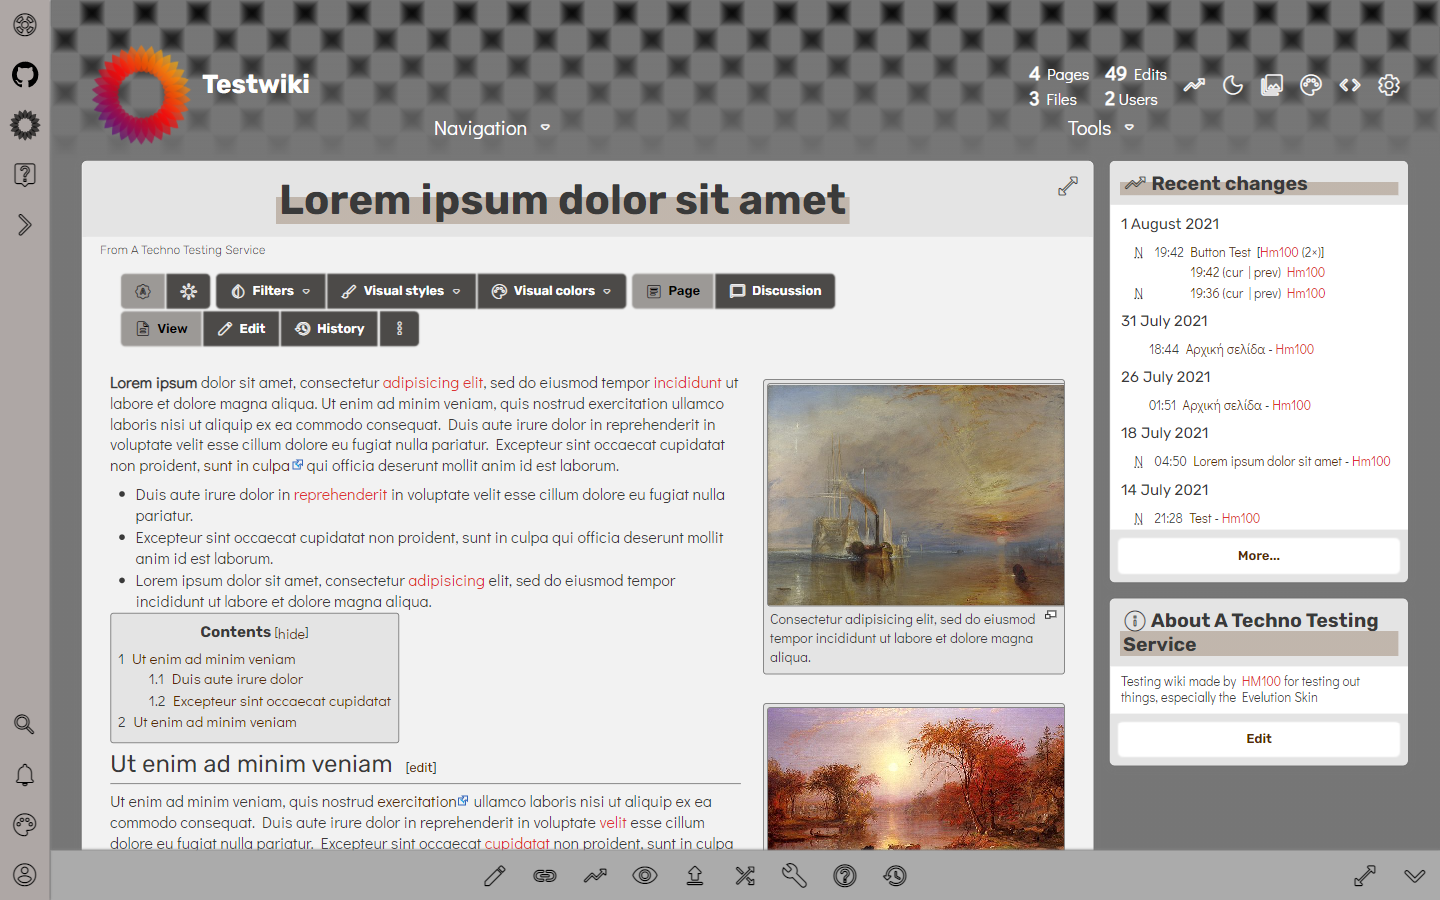 Testwiki
4 Pages 49 Edits
3 Files 2 Users
Navigation
Tools
Lorem ipsum dolor sit amet
From A Techno Testing Service
Filters Visual styles Visual colors Page Discussion
View Edit History
Lorem ipsum dolor sit amet, consectetur adipisicing elit, sed do eiusmod tempor incididunt ut
labore et dolore magna aliqua. Ut enim ad minim veniam, quis nostrud exercitation ullamco
laboris nisi ut aliquip ex ea commodo consequat. Duis aute irure dolor in reprehenderit in
voluptate velit esse cillum dolore eu fugiat nulla pariatur. Excepteur sint occaecat cupidatat
non proident, sunt in culpa qui officia deserunt mollit anim id est laborum.
Duis aute irure dolor in reprehenderit in voluptate velit esse cillum dolore eu fugiat nulla
pariatur.
Excepteur sint occaecat cupidatat non proident, sunt in culpa qui officia deserunt mollit
anim id est laborum.
Lorem ipsum dolor sit amet, consectetur adipisicing elit, sed do eiusmod tempor
incididunt ut labore et dolore magna aliqua.
Contents [hide]
1 Ut enim ad minim veniam
1.1 Duis aute irure dolor
1.2 Excepteur sint occaecat cupidatat
2 Ut enim ad minim veniam
Ut enim ad minim veniam [edit]
Ut enim ad minim veniam, quis nostrud exercitation ullamco laboris nisi ut aliquip ex ea
commodo consequat. Duis aute irure dolor in reprehenderit in voluptate velit esse cillum
dolore eu fugiat nulla pariatur. Excepteur sint occaecat cupidatat non proident, sunt in culpa
Consectetur adipisicing elit, sed do eiusmod
tempor incididunt ut labore et dolore magna
aliqua.
Recent changes
1 August 2021
N 19:42 Button Test [Hm100 (2×)]
19:42 (cur | prev) Hm100
N 19:36 (cur | prev) Hm100
31 July 2021
18:44 Αρχική σελίδα - Hm100
26 July 2021
01:51 Αρχική σελίδα - Hm100
18 July 2021
N 04:50 Lorem ipsum dolor sit amet - Hm100
14 July 2021
N 21:28 Test - Hm100
More...
About A Techno Testing
Service
Testing wiki made by HM100 for testing out
things, especially the Evelution Skin
Edit